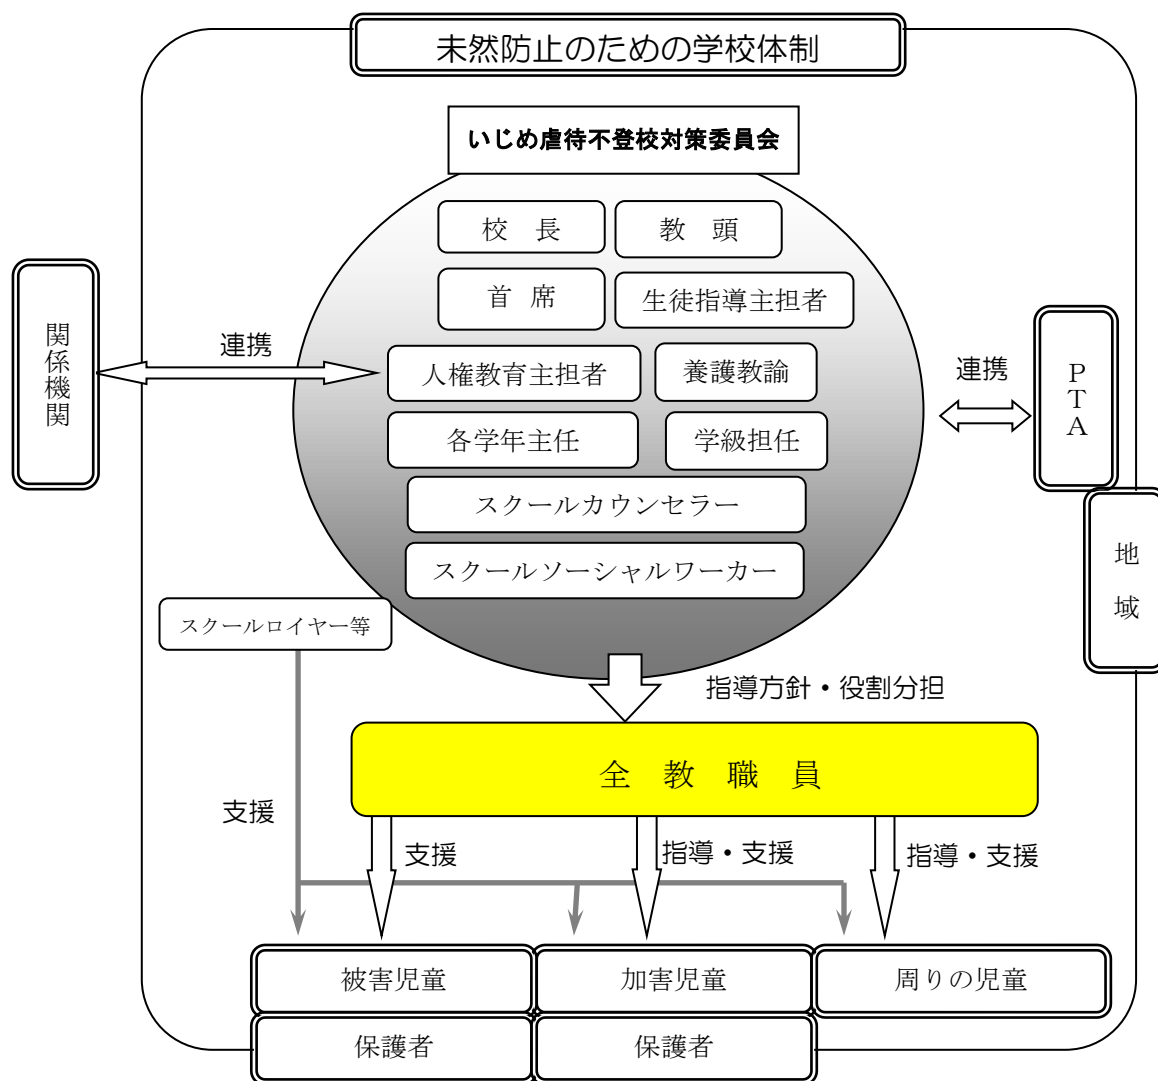 未然防止のための学校体制
いじめ虐待不登校対策委員会
校　長
教　頭
首　席
生徒指導主担者
関係機関
連携
人権教育主担者
養護教諭
連携
PTA
各学年主任
学級担任
スクールカウンセラー
地域
スクールソーシャルワーカー
スクールロイヤー等
指導方針・役割分担
全　教　職　員
支援
支援
指導・支援
指導・支援
被害児童
加害児童
周りの児童
保護者
保護者